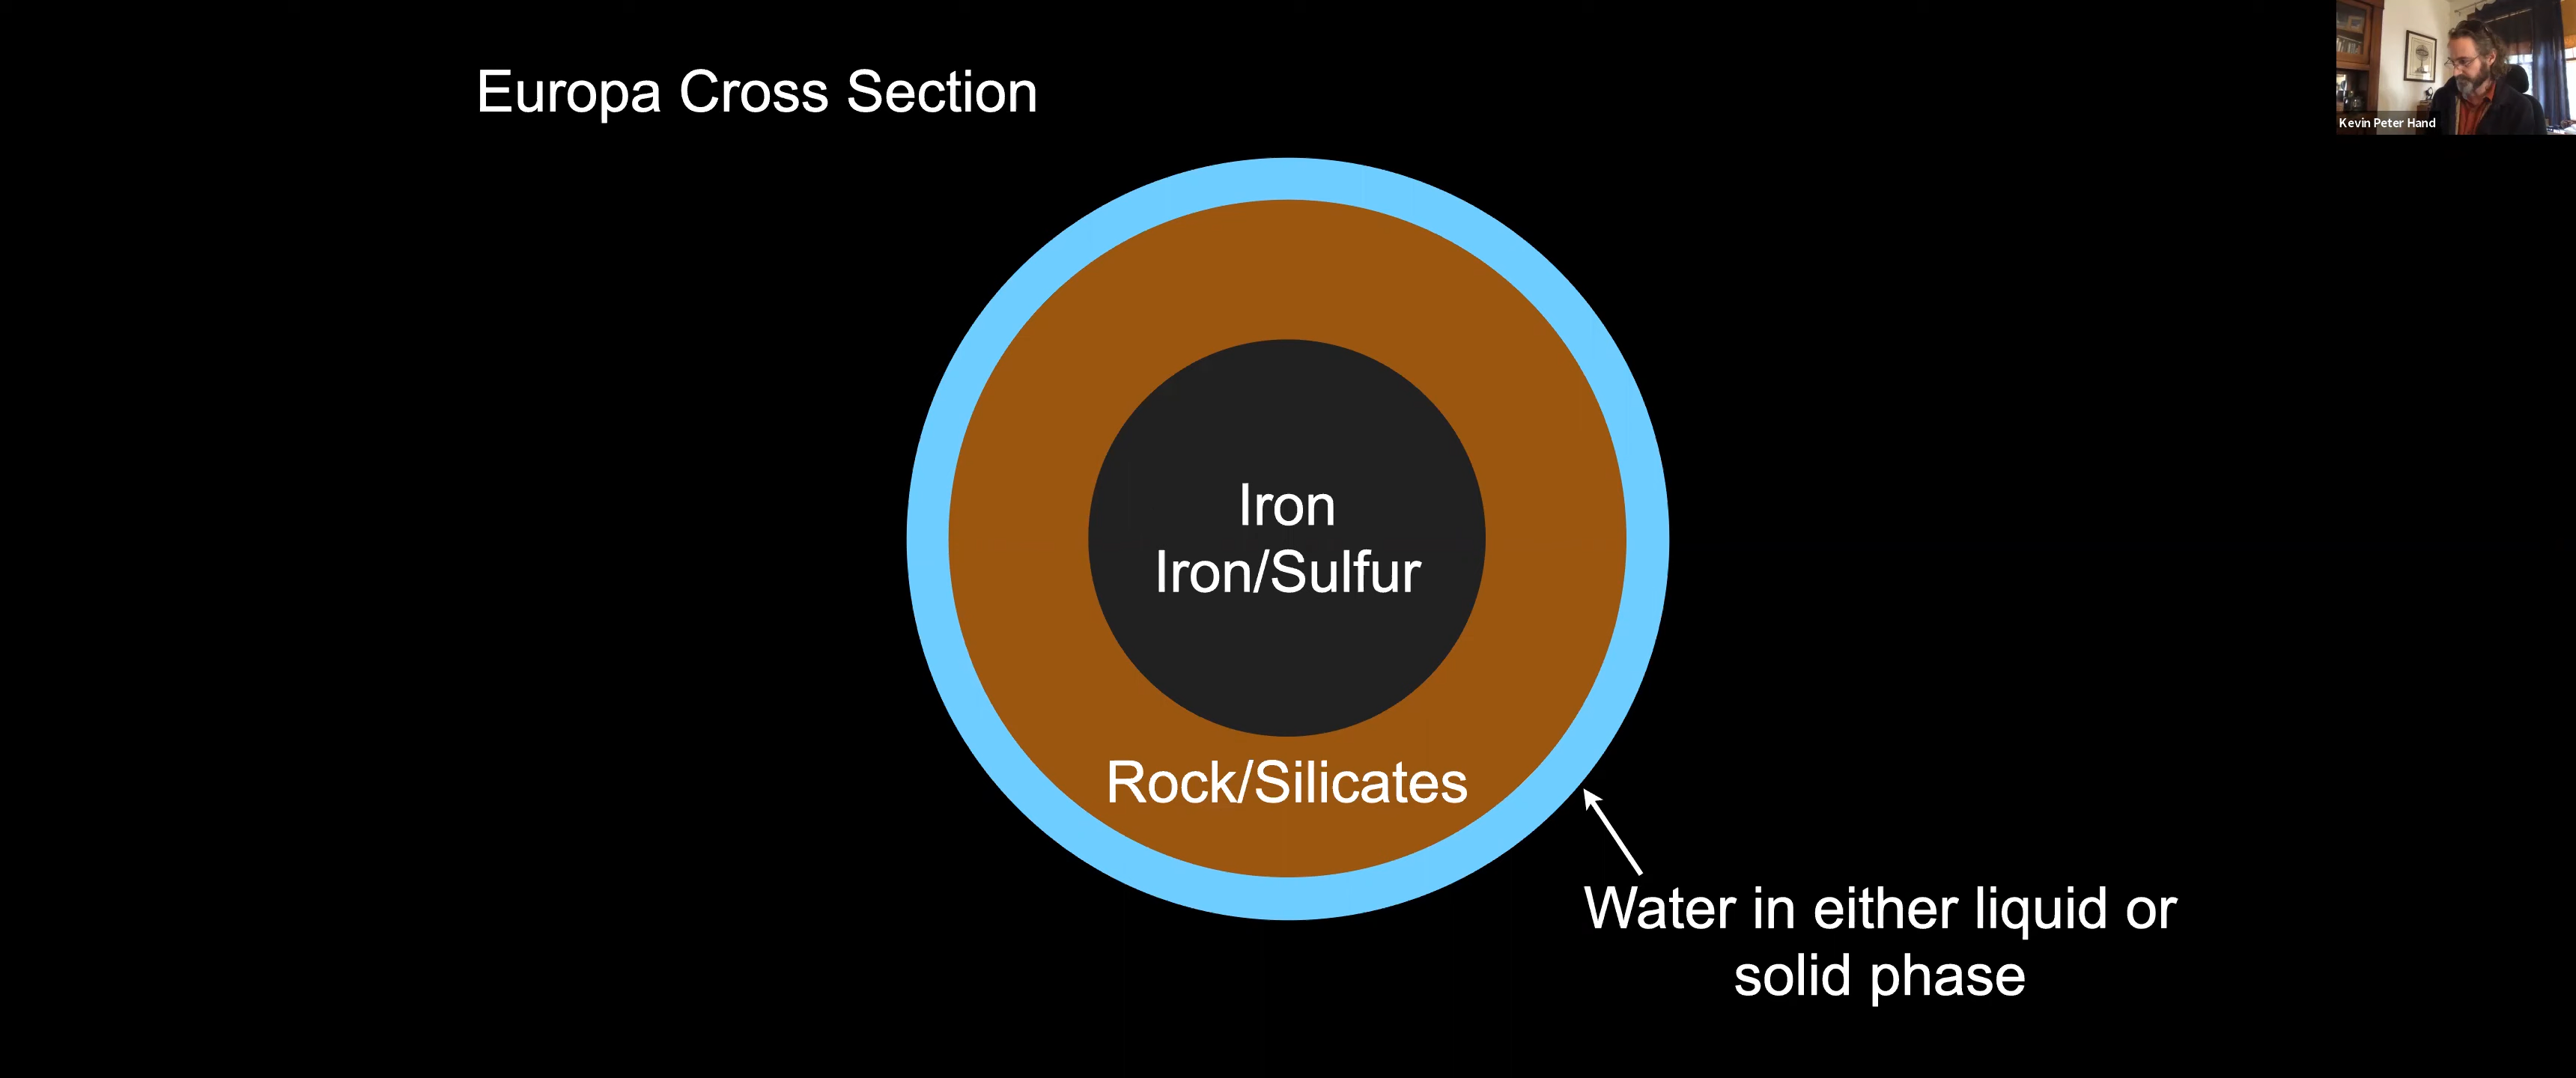 Europa Cross Section
Kevin Peter Hand
Iron
Iron/Sulfur
Rock/Silicates
Water in either liquid or
solid phase